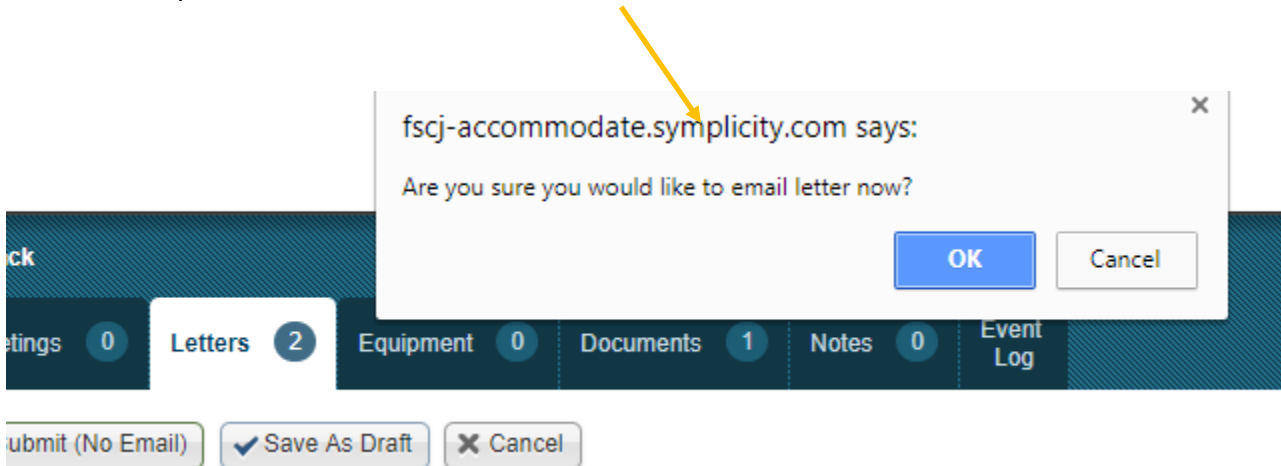 fscj-accommodate.symplicity.com says:
Are you sure you would like to email letter now?
OK Cancel
ck
etings 0 Letters 2 Equipment 0 Documents 1 Notes 0 Event
Log
ubmit (No Email) Save As Draft Cancel